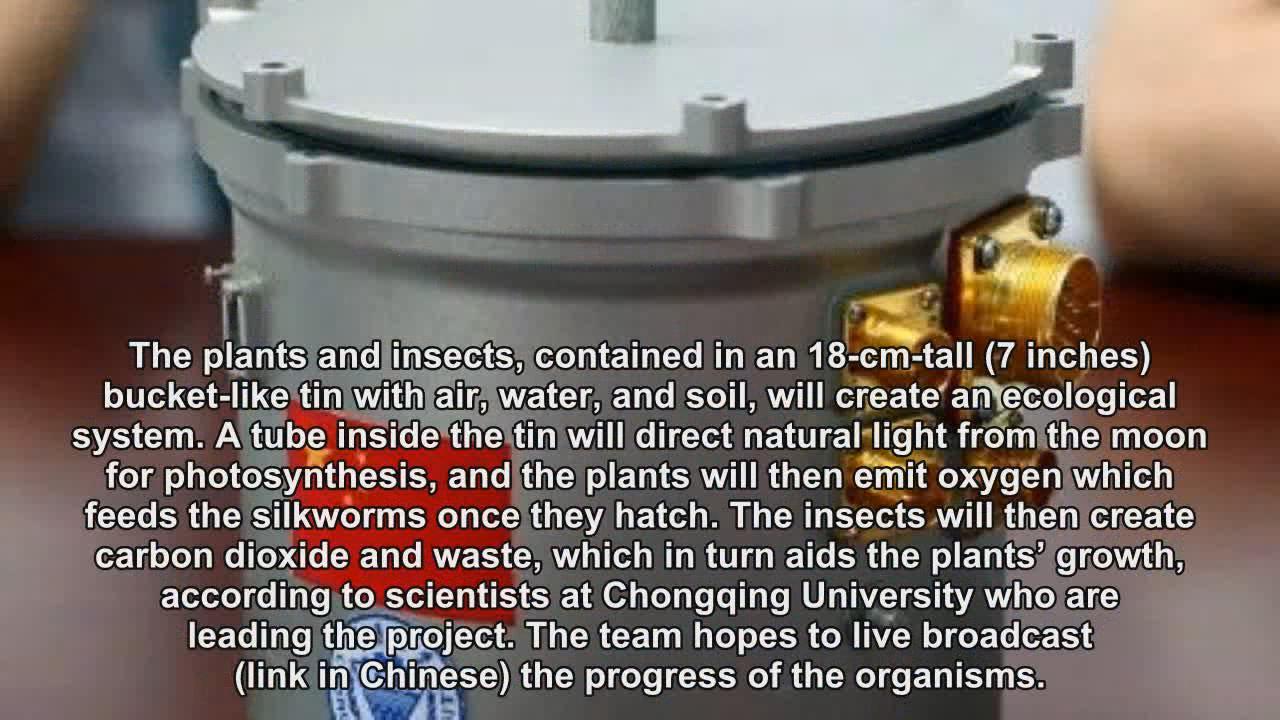 The plants and insects, contained in an 18-cm-tall (7 inches)
bucket-like tin with air, water, and soil, will create an ecological
system. A tube inside the tin will direct natural light from the moon
for photosynthesis, and the plants will then emit oxygen which
feeds the silkworms once they hatch. The insects will then create
carbon dioxide and waste, which in turn aids the plants’ growth,
according to scientists at Chongqing University who are
leading the project. The team hopes to live broadcast
(link in Chinese) the progress of the organisms.